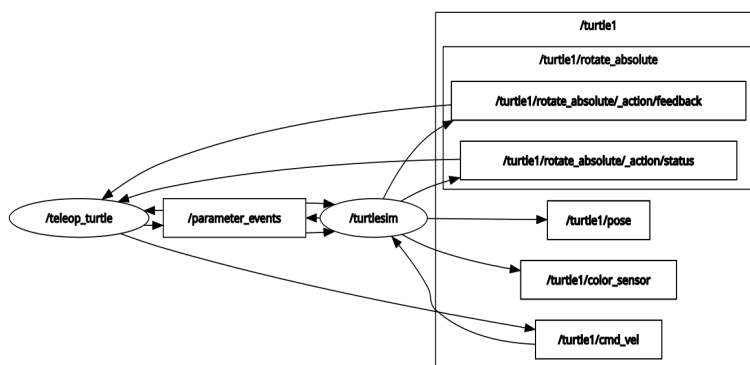 /turtle1
/turtle1/rotate_absolute
/turtle1/rotate_absolute/_action/feedback
/turtle1/rotate_absolute/_action/status
/teleop_turtle
/parameter_events
/turtlesim
/turtle1/pose
/turtle1/color_sensor
/turtle1/cmd_vel